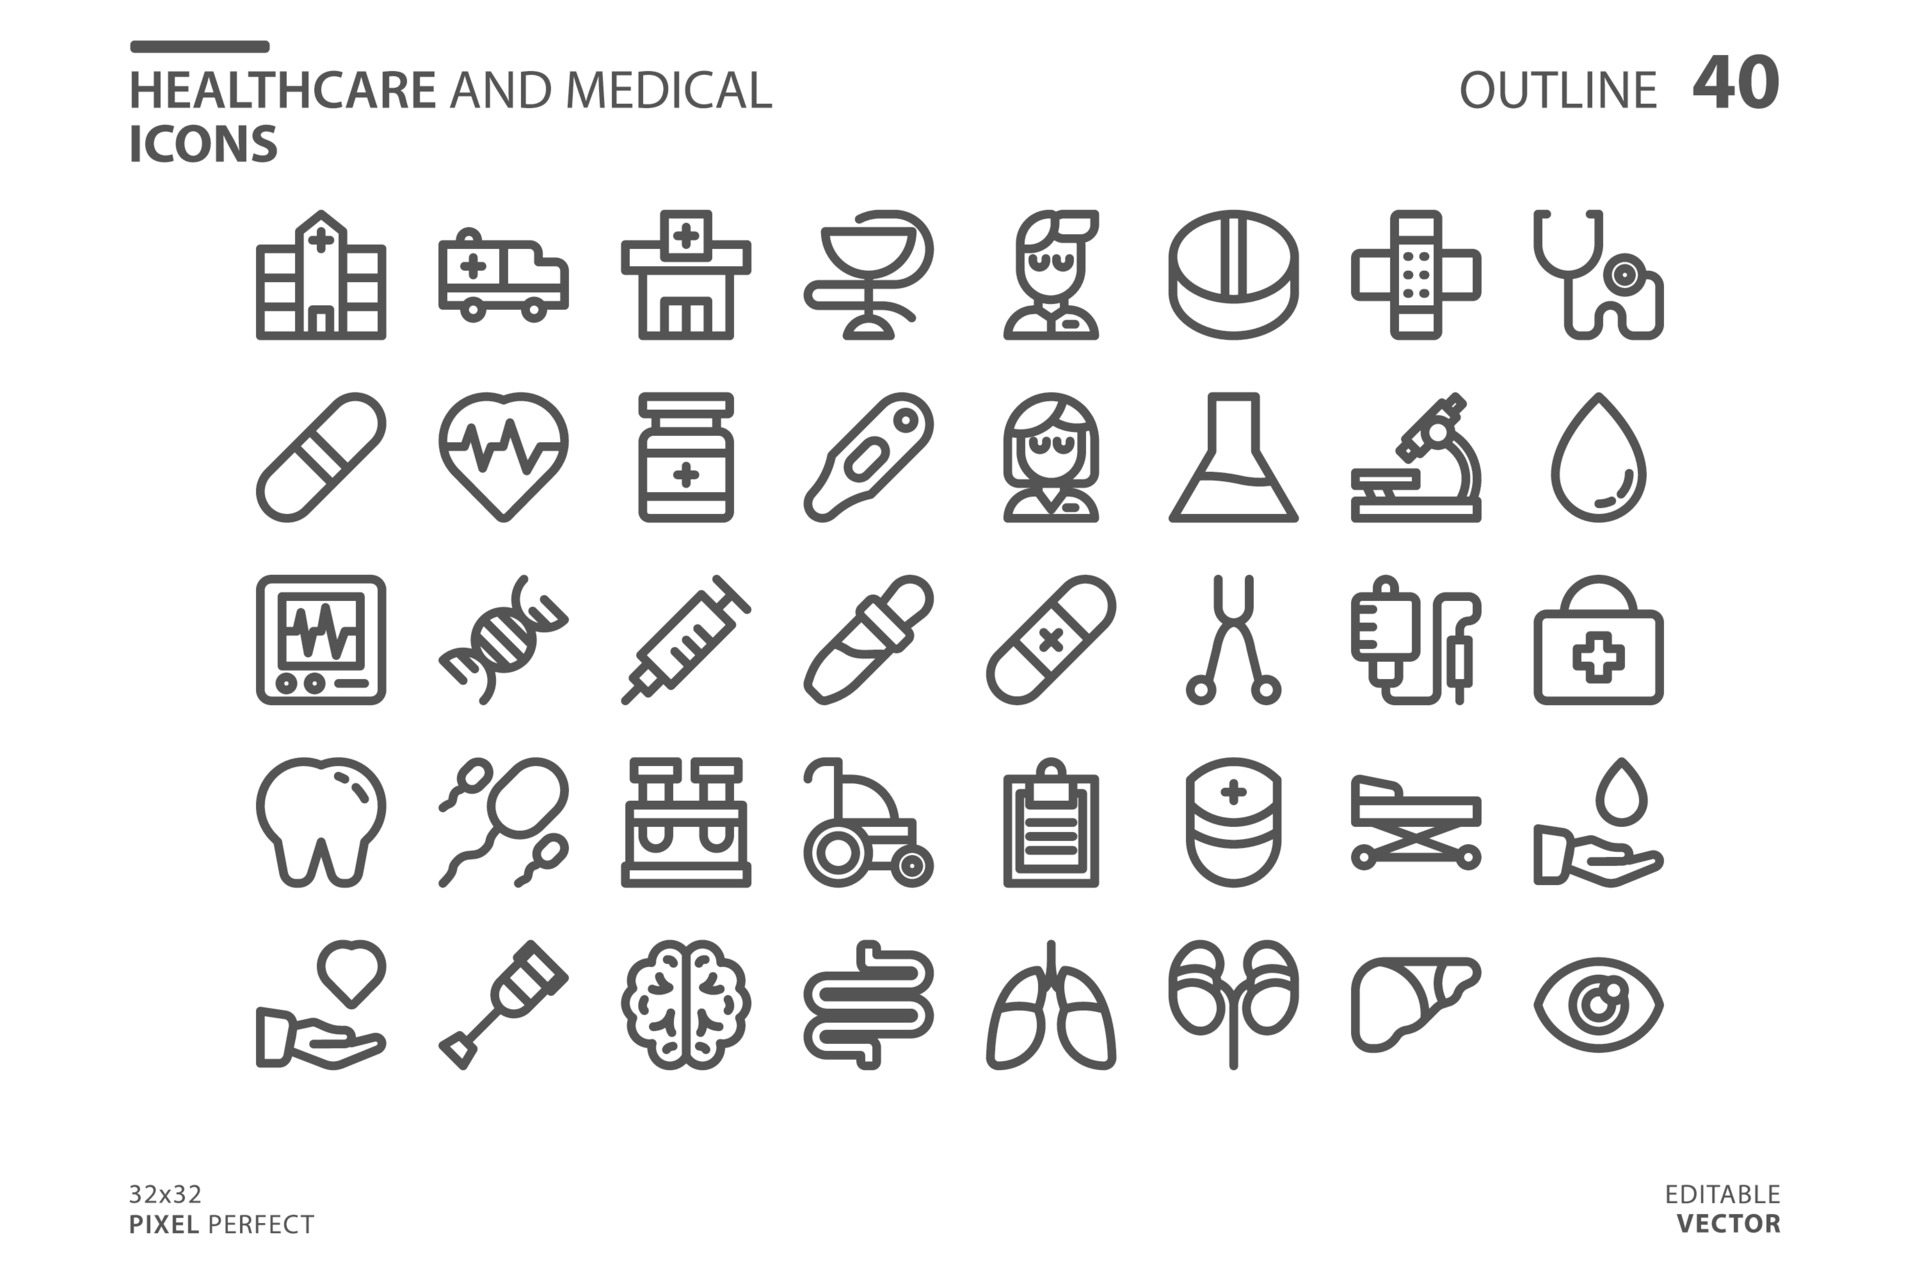 HEALTHCARE AND MEDICAL
ICONS
OUTLINE 40
32x32
PIXEL PERFECT
EDITABLE
VECTOR